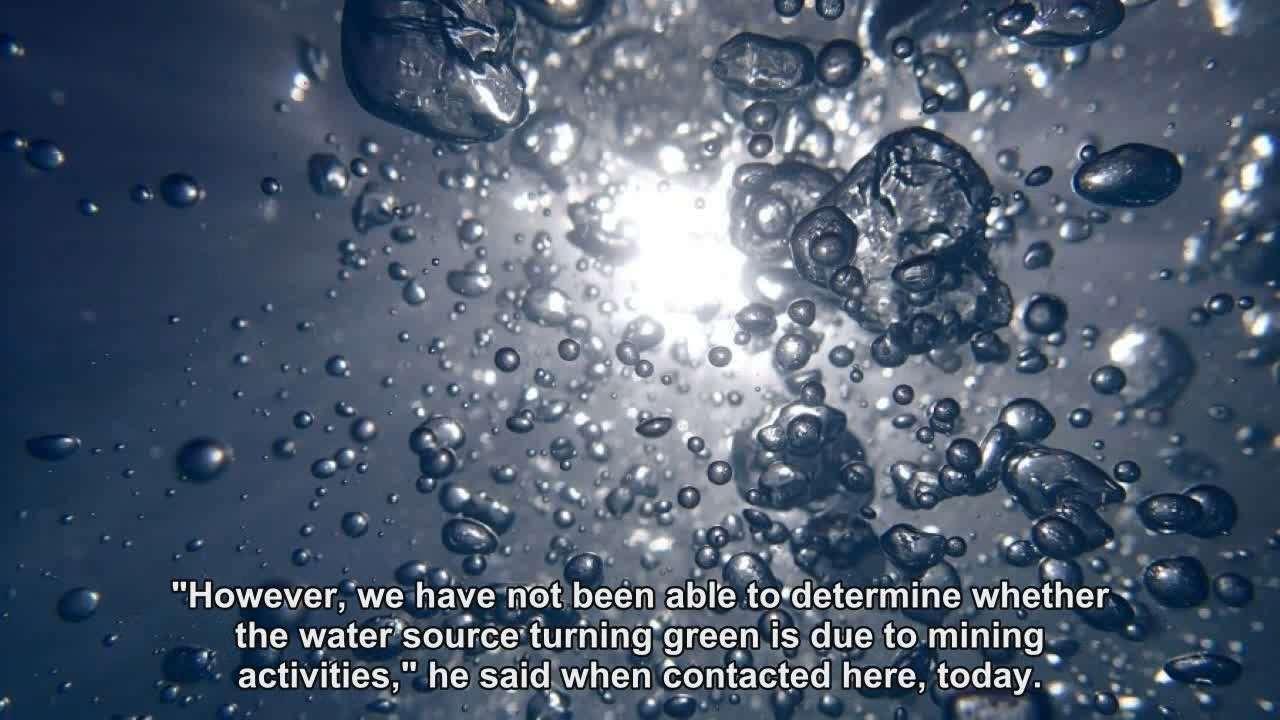 "However, we have not been able to determine whether
the water source turning green is due to mining
activities," he said when contacted here, today.